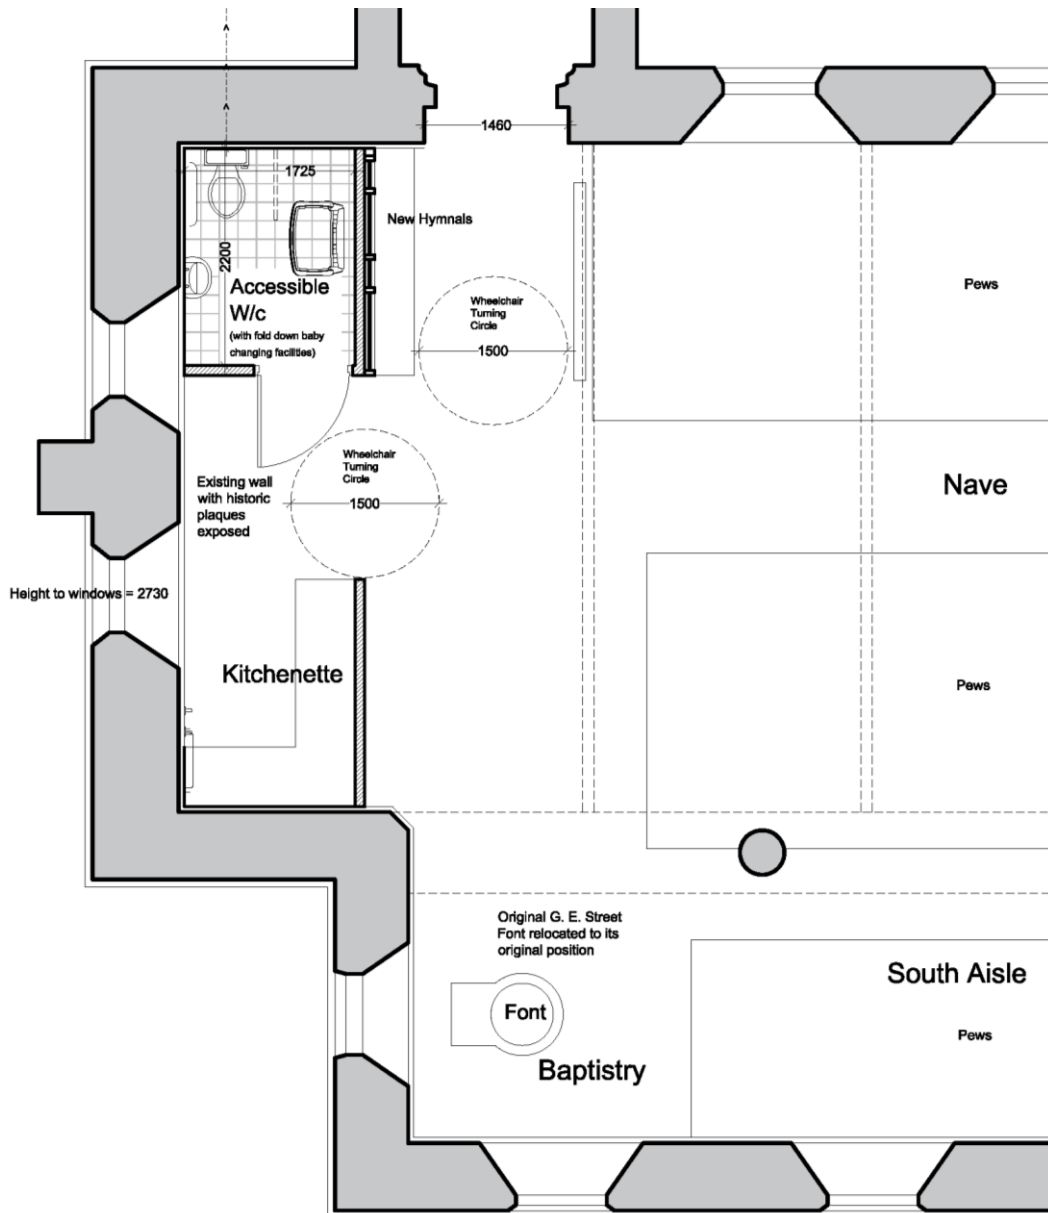 1460
1725
New Hymnals
2200
Accessible
W/c
(with fold down baby
changing facilities)
Wheelchair
Turning
Circle
1500
Pews
Wheelchair
Turning
Circle
1500
Existing wall
with historic
plaques
exposed
Nave
Height to windows = 2730
Kitchenette
Pews
Original G. E. Street
Font relocated to its
original position
Font
South Aisle
Pews
Baptistry